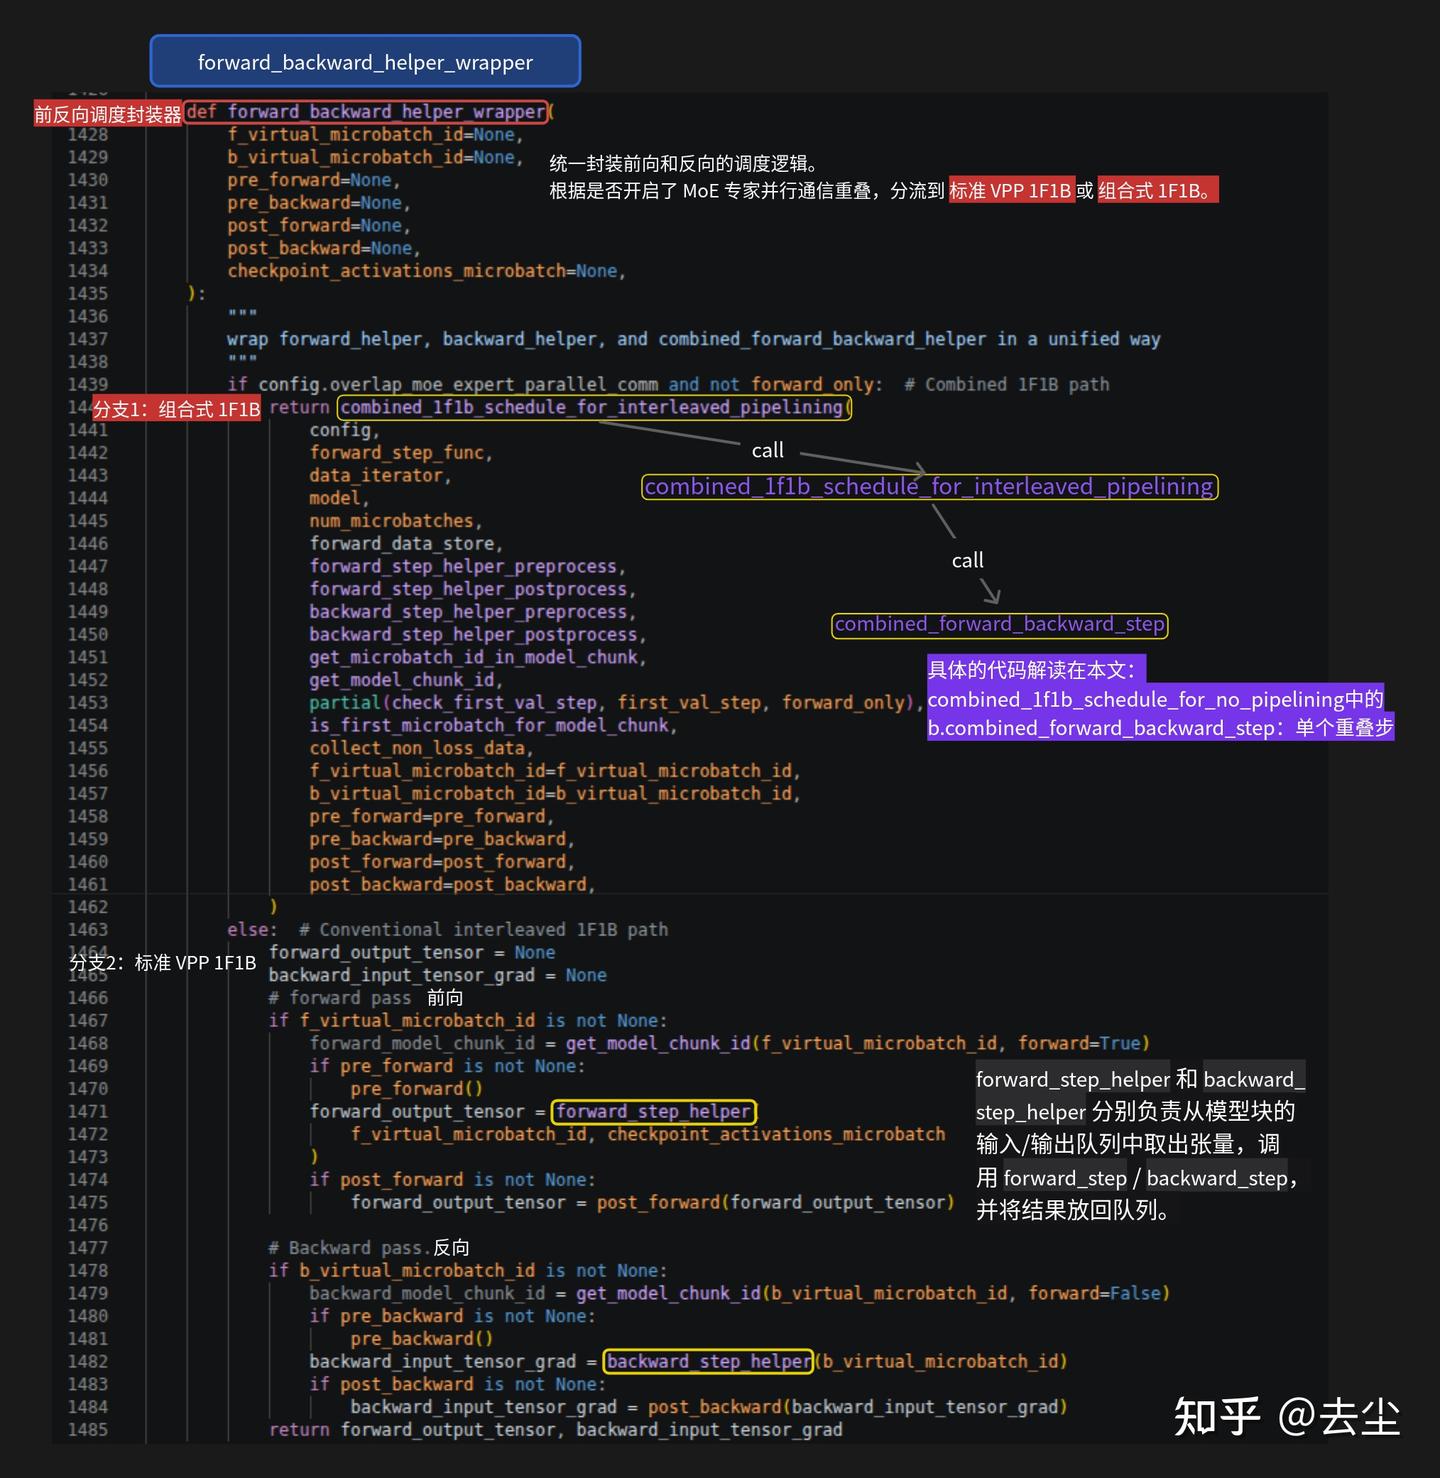 forward_backward_helper_wrapper
前反向调度封装器 def forward_backward_helper_wrapper(
1428 f_virtual_microbatch_id=None,
1429 b_virtual_microbatch_id=None,
统一封装前向和反向的调度逻辑。
1430 pre_forward=None,
根据是否开启了 MoE 专家并行通信重叠，分流到 标准 VPP 1F1B 或 组合式 1F1B。
1431 pre_backward=None,
1432 post_forward=None,
1433 post_backward=None,
1434 checkpoint_activations_microbatch=None,
1435 ):
1436 """
1437 wrap forward_helper, backward_helper, and combined_forward_backward_helper in a unified way
1438 """
1439 if config.overlap_moe_expert_parallel_comm and not forward_only: # Combined 1F1B path
分支1：组合式 1F1B return combined_1f1b_schedule_for_interleaved_pipelining(
1441 config,
call
1442 forward_step_func,
1443 data_iterator,
combined_1f1b_schedule_for_interleaved_pipelining
1444 model,
1445 num_microbatches,
1446 forward_data_store,
call
1447 forward_step_helper_preprocess,
1448 forward_step_helper_postprocess,
1449 backward_step_helper_preprocess,
combined_forward_backward_step
1450 backward_step_helper_postprocess,
1451 get_microbatch_id_in_model_chunk,
1452 get_model_chunk_id,
1453 partial(check_first_val_step, first_val_step, forward_only),
1454 is_first_microbatch_for_model_chunk,
具体的代码解读在本文：
combined_1f1b_schedule_for_no_pipelining中的
b.combined_forward_backward_step：单个重叠步
1455 collect_non_loss_data,
1456 f_virtual_microbatch_id=f_virtual_microbatch_id,
1457 b_virtual_microbatch_id=b_virtual_microbatch_id,
1458 pre_forward=pre_forward,
1459 pre_backward=pre_backward,
1460 post_forward=post_forward,
1461 post_backward=post_backward,
1462 )
1463 else: # Conventional interleaved 1F1B path
1464 forward_output_tensor = None
分支2：标准 VPP 1F1B
1465 backward_input_tensor_grad = None
1466 # forward pass 前向
1467 if f_virtual_microbatch_id is not None:
1468 forward_model_chunk_id = get_model_chunk_id(f_virtual_microbatch_id, forward=True)
1469 if pre_forward is not None:
1470 pre_forward()
1471 forward_output_tensor = forward_step_helper(
1472 f_virtual_microbatch_id, checkpoint_activations_microbatch
1473 )
1474 if post_forward is not None:
1475 forward_output_tensor = post_forward(forward_output_tensor)
forward_step_helper 和 backward_
step_helper 分别负责从模型块的
输入/输出队列中取出张量，调
用 forward_step / backward_step，
并将结果放回队列。
1476
1477 # Backward pass. 反向
1478 if b_virtual_microbatch_id is not None:
1479 backward_model_chunk_id = get_model_chunk_id(b_virtual_microbatch_id, forward=False)
1480 if pre_backward is not None:
1481 pre_backward()
1482 backward_input_tensor_grad = backward_step_helper(b_virtual_microbatch_id)
1483 if post_backward is not None:
1484 backward_input_tensor_grad = post_backward(backward_input_tensor_grad)
1485 return forward_output_tensor, backward_input_tensor_grad
知乎 @去尘